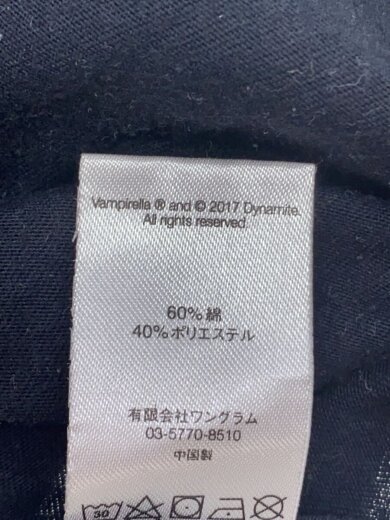 Vampirella ® and © 2017 Dynamite.
All rights reserved.
60%綿
40%ポリエステル
有限会社ワングラム
03-5770-8510
中国製
30